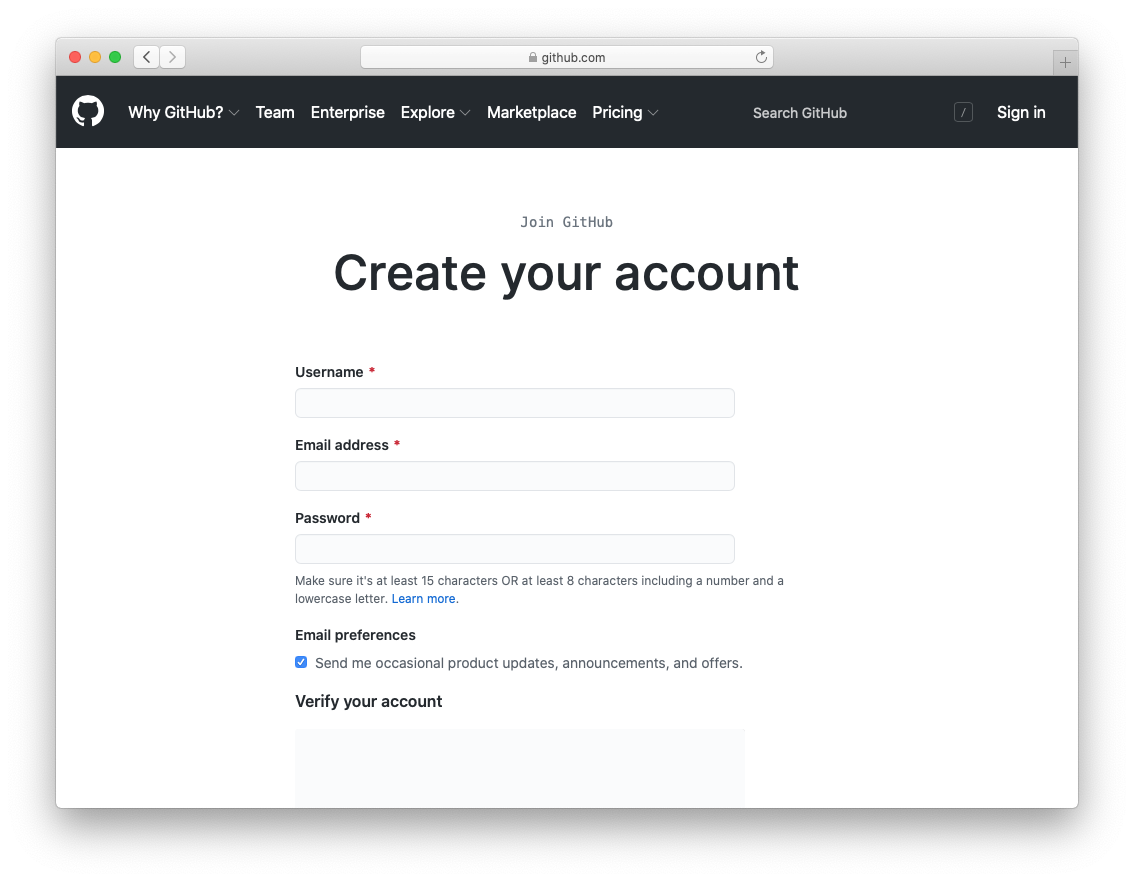 github.com
Why GitHub? Team Enterprise Explore Marketplace Pricing Search GitHub / Sign in
Join GitHub
Create your account
Username *
Email address *
Password *
Make sure it's at least 15 characters OR at least 8 characters including a number and a
lowercase letter. Learn more.
Email preferences
Send me occasional product updates, announcements, and offers.
Verify your account